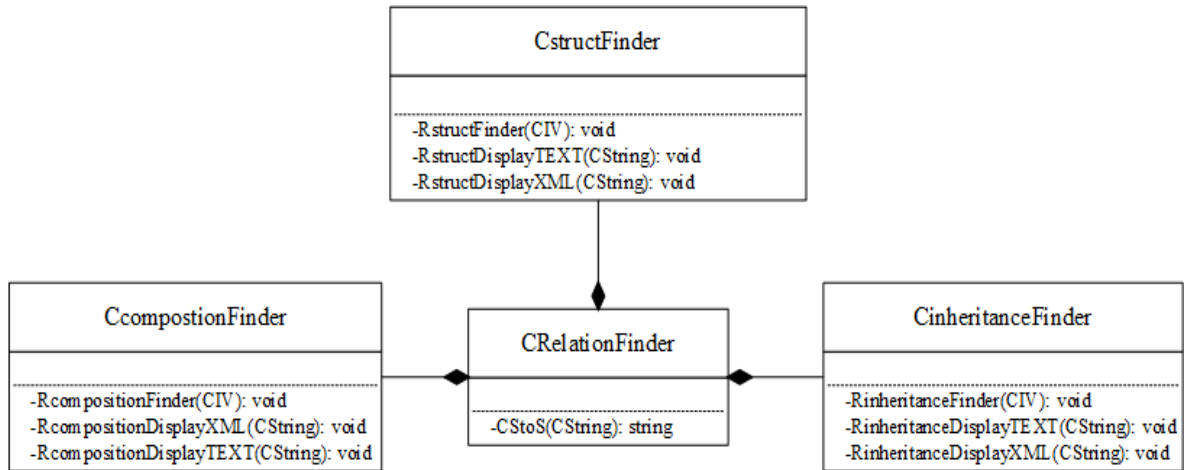 CstructFinder
-RstructFinder(CIV): void
-RstructDisplayTEXT(CString): void
-RstructDisplayXML(CString): void
CcompostionFinder
-RcompositionFinder(CIV): void
-RcompositionDisplayXML(CString): void
-RcompositionDisplayTEXT(CString): void
CRelationFinder
-CStoS(CString): string
CinheritanceFinder
-RinheritanceFinder(CIV): void
-RinheritanceDisplayTEXT(CString): void
-RinheritanceDisplayXML(CString): void